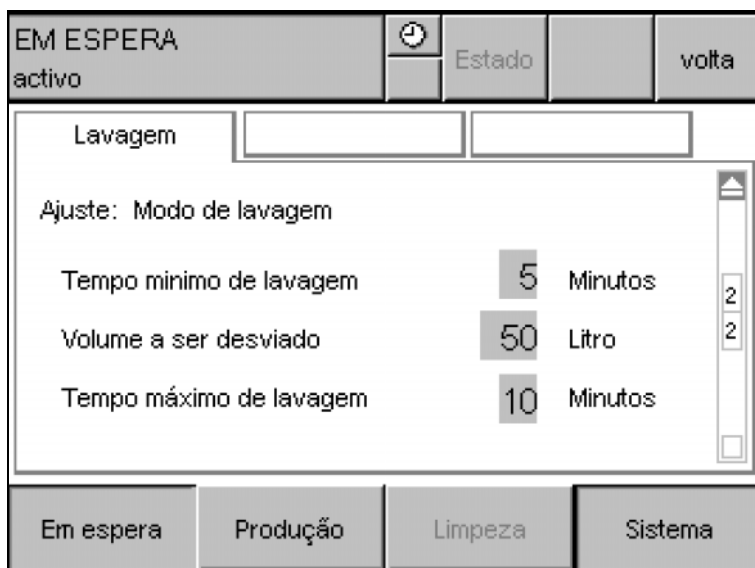 EM ESPERA
activo
Estado
volta
Lavagem
Ajuste: Modo de lavagem
Tempo minimo de lavagem 5 Minutos
Volume a ser desviado 50 Litro
Tempo máximo de lavagem 10 Minutos
2
2
Em espera Produção Limpeza Sistema